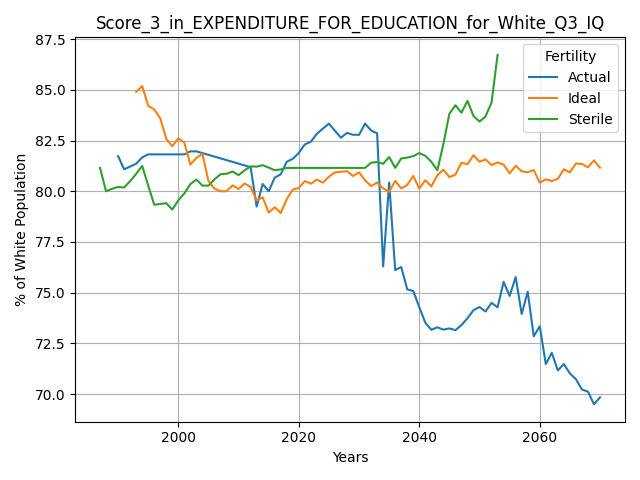 Score_3_in_EXPENDITURE_FOR_EDUCATION_for_White_Q3_IQ
87.5
85.0
82.5
80.0
77.5
75.0
72.5
70.0
% of White Population
Fertility
Actual
Ideal
Sterile
2000
2020
2040
2060
Years